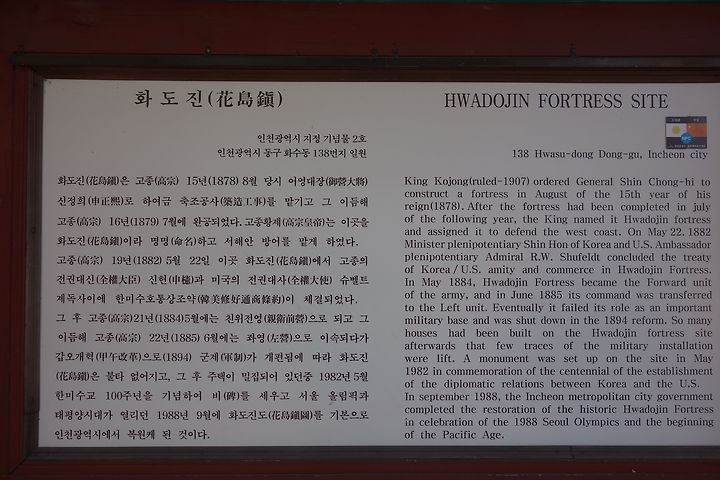 화도진(花島鎭)
인천광역시 지정 기념물 2호
인천광역시 동구 화수동 138번지 일원
화도진(花島鎭)은 고종(高宗) 15년(1878) 8월 당시 어영대장(御營大將)
신정희(申正熙)로 하여금 축조공사(築造工事)를 맡기고 그 이듬해
고종(高宗) 16년(1879) 7월에 완공되었다. 고종황제(高宗皇帝)는 이곳을
화도진(花島鎭)이라 명명(命名)하고 서해안 방어를 맡게 하였다.
고종(高宗) 19년(1882) 5월 22일 이곳 화도진(花島鎭)에서 고종의
전권대신(全權大臣) 신헌(申櫶)과 미국의 전권대사(全權大使) 슈벨트
제독사이에 한미수호통상조약(韓美修好通商條約)이 체결되었다.
그 후 고종(高宗)21년(1884)5월에는 친위전영(親衛前營)으로 되고 그
이듬해 고종(高宗) 22년(1885) 6월에는 좌영(左營)으로 이속되다가
갑오개혁(甲午改革)으로(1894) 군제(軍制)가 개편됨에 따라 화도진
(花島鎭)은 불타 없어지고, 그 후 주택이 밀집되어 있던중 1982년 5월
한미수교 100주년을 기념하여 비(碑)를 세우고 서울 올림픽과
태평양시대가 열리던 1988년 9월에 화도진도(花島鎭圖)를 기본으로
인천광역시에서 복원케 된 것이다.
HWADOJIN FORTRESS SITE
138 Hwasu-dong Dong-gu, Incheon city
King Kojong(ruled-1907) ordered General Shin Chong-hi to
construct a fortress in August of the 15th year of his
reign(1878). After the fortress had been completed in july
of the following year, the King named it Hwadojin fortress
and assigned it to defend the west coast. On May 22. 1882
Minister plenipotentiary Shin Hon of Korea and U.S. Ambassador
plenipotentiary Admiral R.W. Shufeldt concluded the treaty
of Korea/U.S. amity and commerce in Hwadojin Fortress.
In May 1884, Hwadojin Fortress became the Forward unit
of the army, and in June 1885 its command was transferred
to the Left unit. Eventually it failed its role as an important
military base and was shut down in the 1894 reform. So many
houses had been built on the Hwadojin fortress site
afterwards that few traces of the military installation
were lift. A monument was set up on the site in May
1982 in commemoration of the centennial of the establishment
of the diplomatic relations between Korea and the U.S.
In september 1988, the Incheon metropolitan city government
completed the restoration of the historic Hwadojin Fortress
in celebration of the 1988 Seoul Olympics and the beginning
of the Pacific Age.